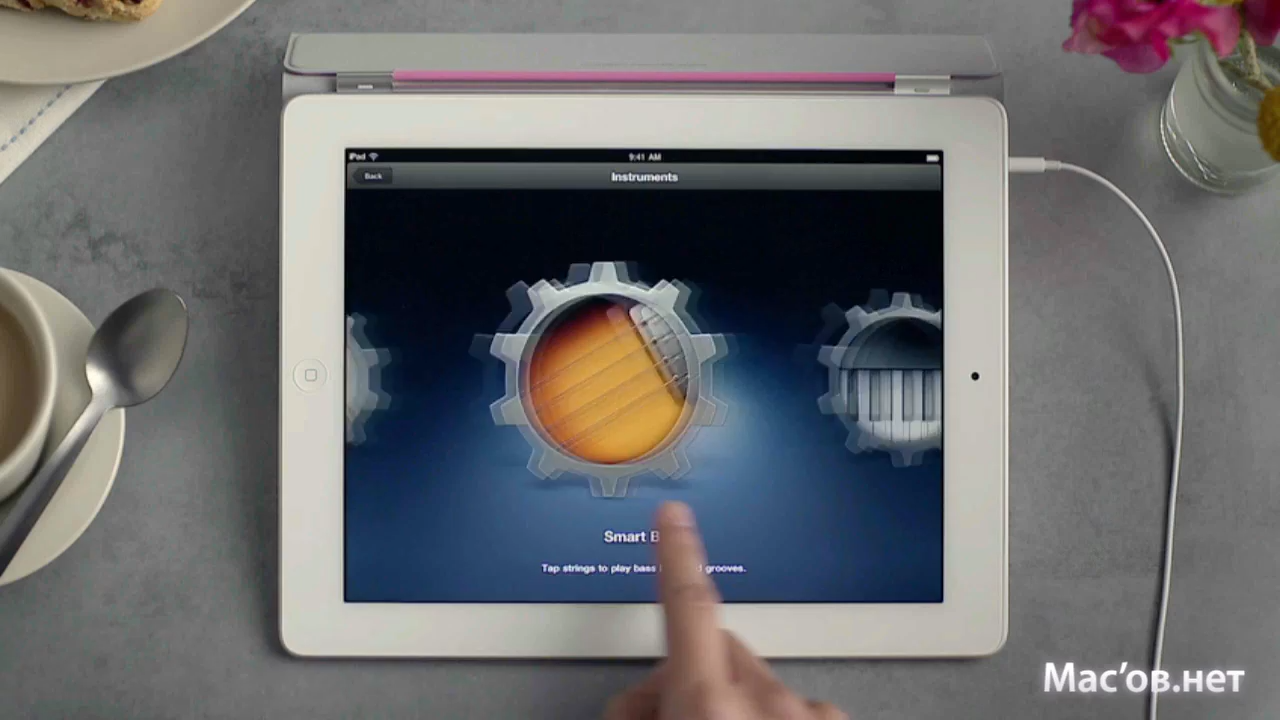 iPod
9:41 AM
Back
Instruments
Smart B
Tap strings to play bass grooves.
Mac'ов.нет